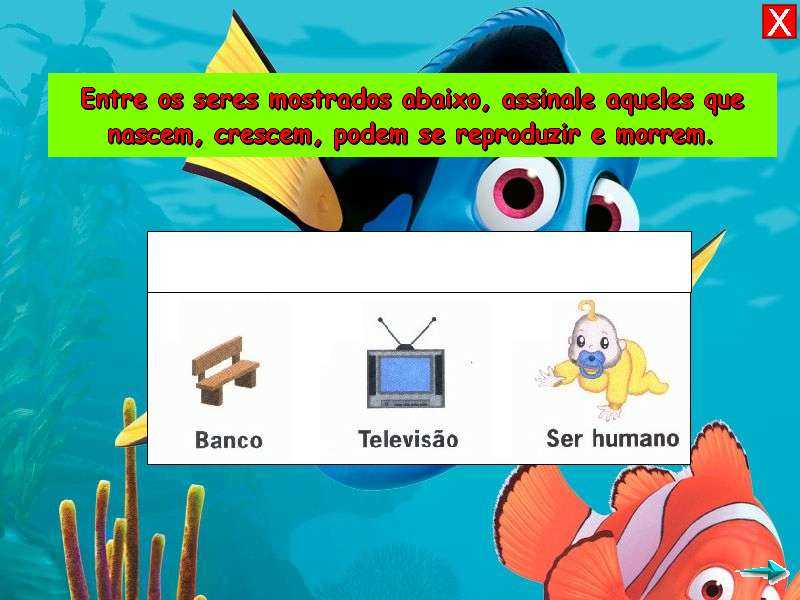 X
Entre os seres mostrados abaixo, assinale aqueles que
nascem, crescem, podem se reproduzir e morrem.
Banco Televisão Ser humano